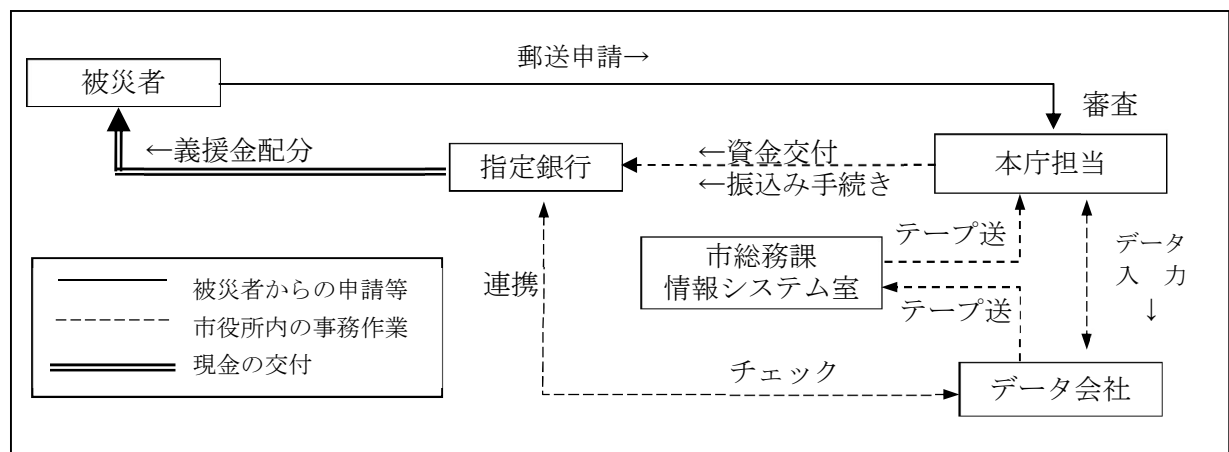 郵送申請→
被災者
審査
←義援金配分
指定銀行
←資金交付
←振込み手続き
本庁担当
テープ送
市総務課
情報システム室
データ
入　力
↓
連携
テープ送
被災者からの申請等
市役所内の事務作業
現金の交付
チェック
データ会社